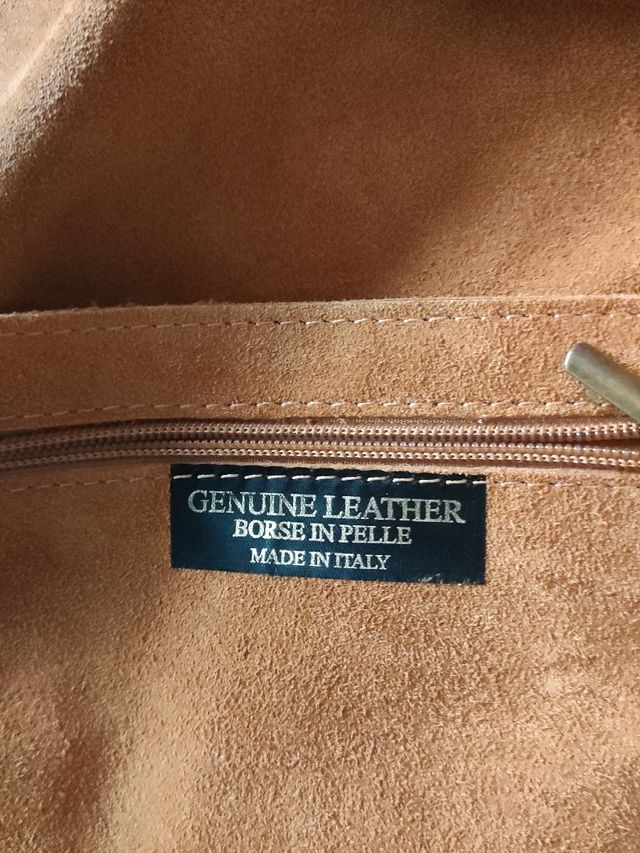 GENUINE LEATHER
BORSE IN PELLE
MADE IN ITALY